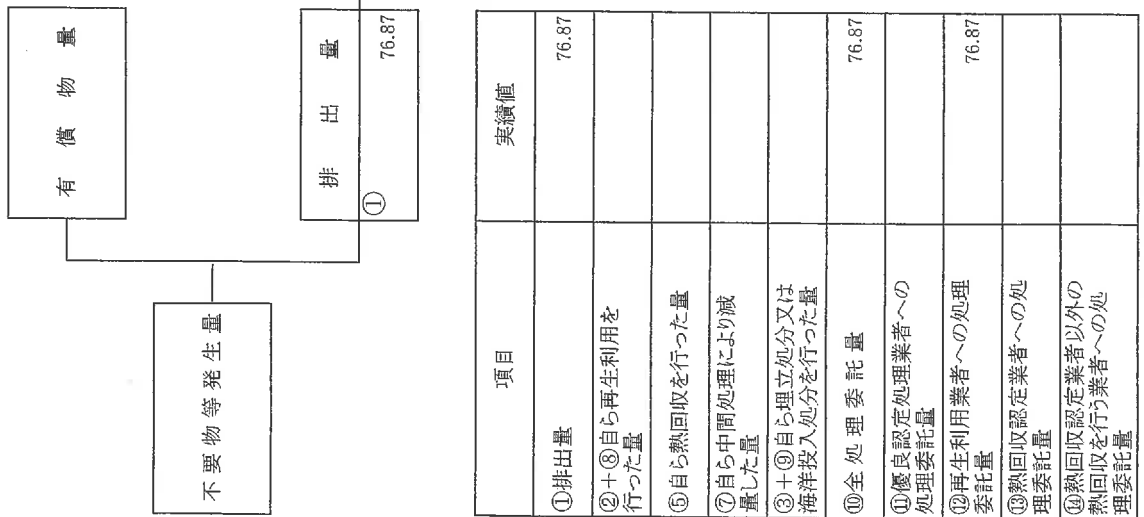 不要物等発生量
有償物量
排出量
①
76.87
項目
実績値
①排出量
76.87
②+⑧自ら再生利用を
行った量
⑤自ら熱回収を行った量
⑦自ら中間処理により減
量した量
③+⑨自ら埋立処分又は
海洋投入処分を行った量
⑩全処理委託量
76.87
⑪優良認定処理業者への
処理委託量
⑫再生利用業者への処理
委託量
76.87
⑬熱回収認定業者への処
理委託量
⑭熱回収認定業者以外の
熱回収を行う業者への処
理委託量